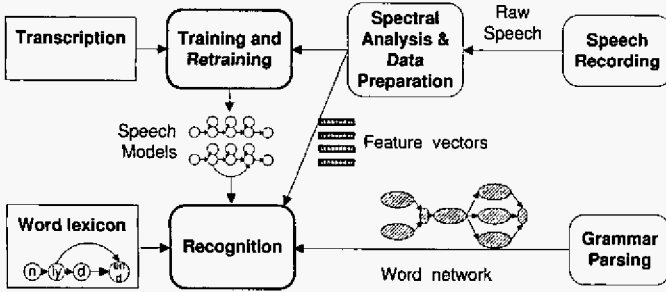 Transcription
Training and
Retraining
Spectral
Analysis &
Data
Preparation
Raw
Speech
Speech
Recording
Speech
Models
Feature vectors
Word lexicon
n iy d
d
Recognition
Word network
Grammar
Parsing